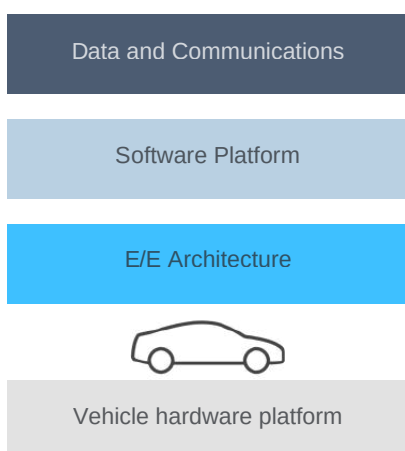 Data and Communications
Software Platform
E/E Architecture
Vehicle hardware platform